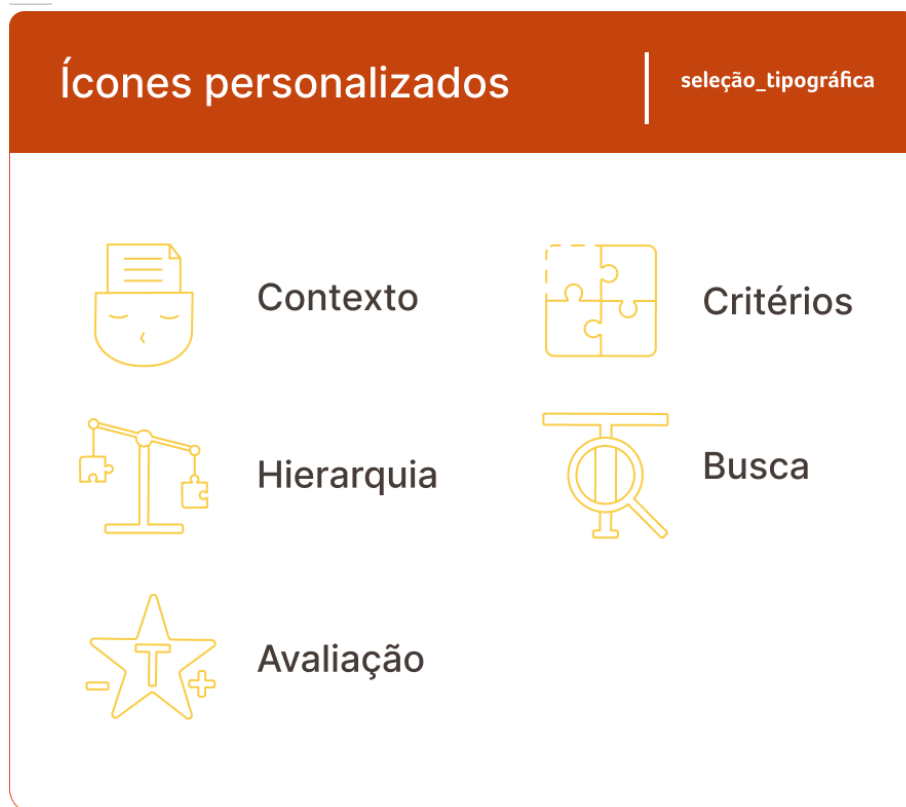 Ícones personalizados
seleção_tipográfica
Contexto
Critérios
Hierarquia
Busca
T
Avaliação